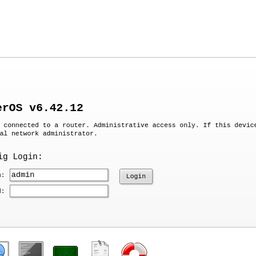 erOS v6.42.12
connected to a router. Administrative access only. If this device
al network administrator.
ig Login:
: admin
Login
: